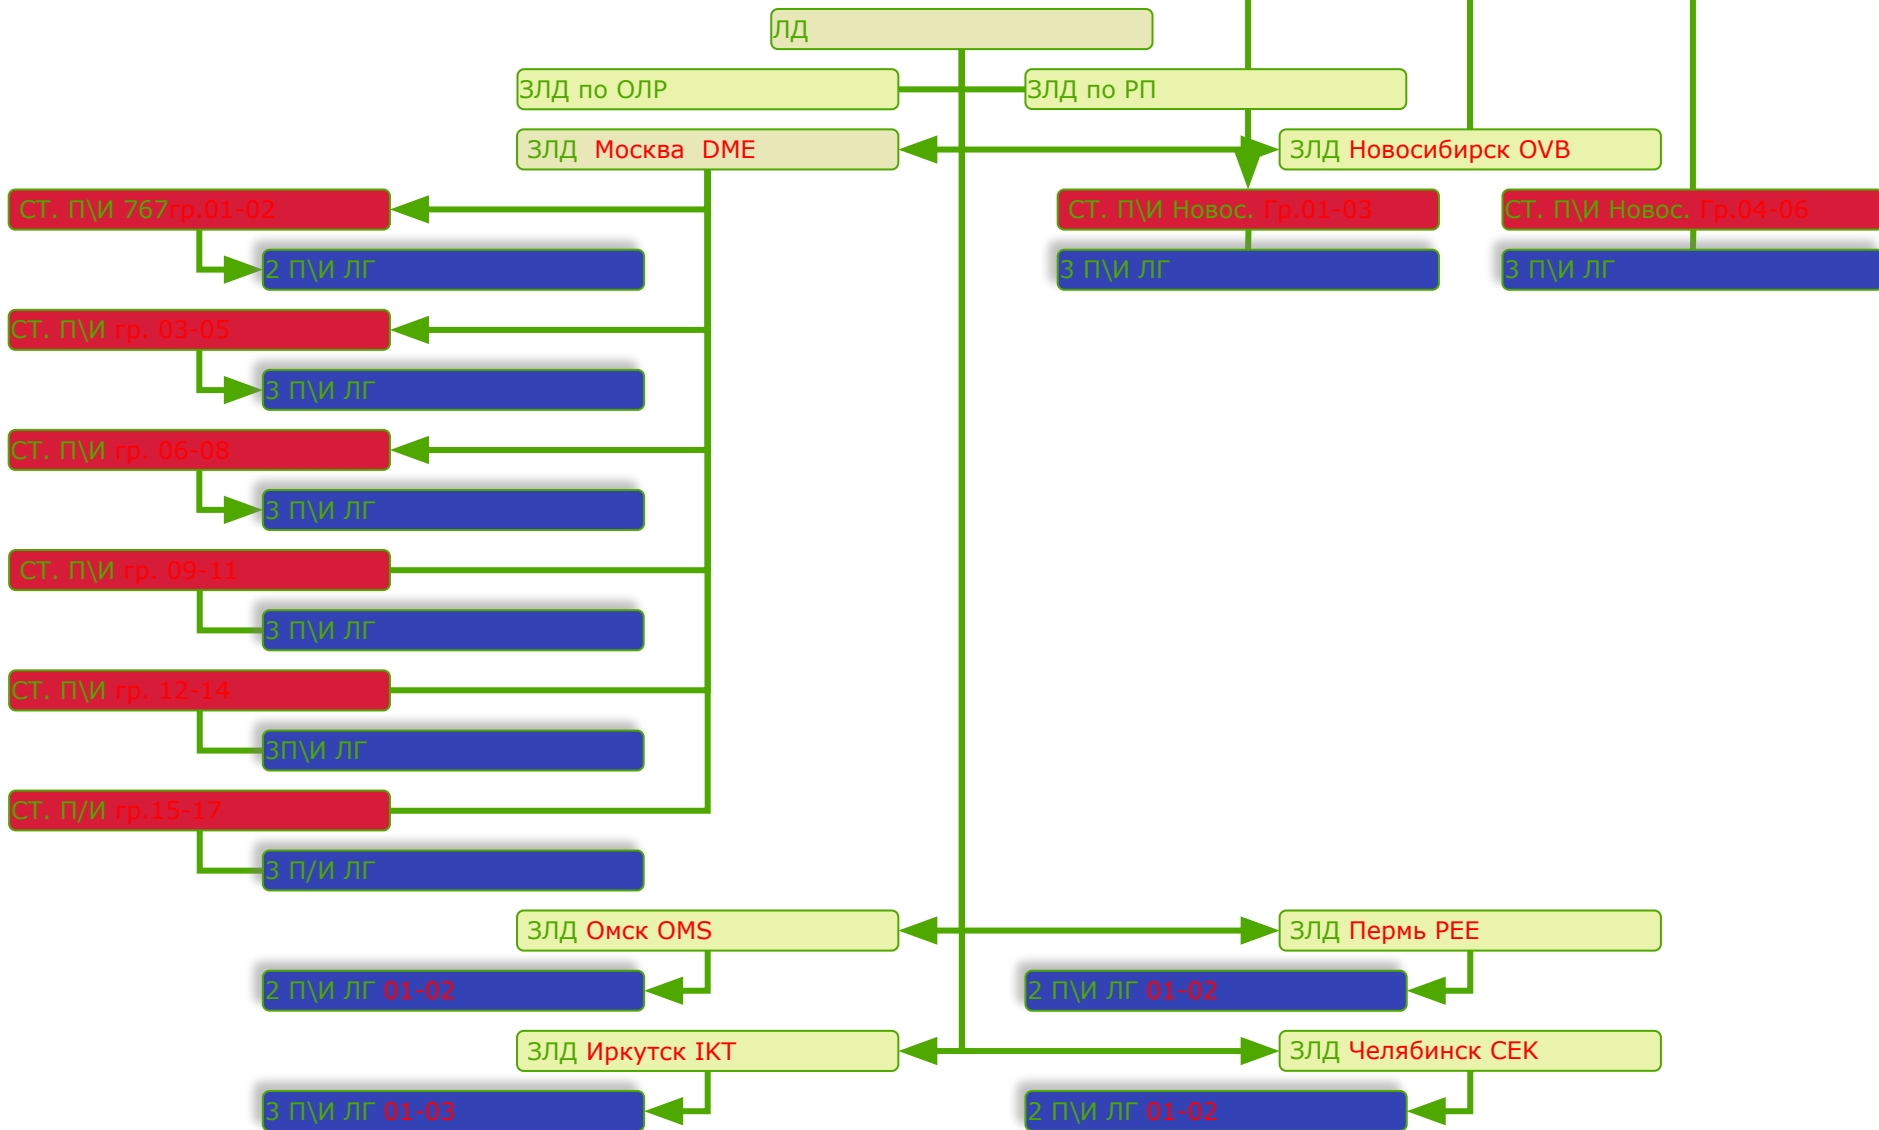 ЛД
ЗЛД по ОЛР
ЗЛД по РП
ЗЛД Москва DME
ЗЛД Новосибирск OVB
СТ. П\И 767гр.01-02
СТ. П\И Новос. Гр.01-03
СТ. П\И Новос. Гр.04-06
2 П\И ЛГ
3 П\И ЛГ
3 П\И ЛГ
СТ. П\И гр. 03-05
3 П\И ЛГ
СТ. П\И гр. 06-08
3 П\И ЛГ
СТ. П\И гр. 09-11
3 П\И ЛГ
СТ. П\И гр. 12-14
3П\И ЛГ
СТ. П/И гр.15-17
3 П/И ЛГ
ЗЛД Омск OMS
ЗЛД Пермь PEE
2 П\И ЛГ 01-02
2 П\И ЛГ 01-02
ЗЛД Иркутск IKT
ЗЛД Челябинск CEK
3 П\И ЛГ 01-03
2 П\И ЛГ 01-02